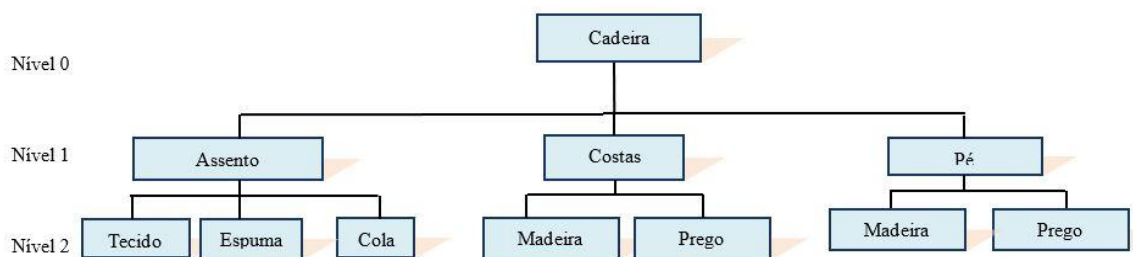 Cadeira
Nível 0
Nível 1
Assento
Costas
Pé
Nível 2
Tecido
Espuma
Cola
Madeira
Prego
Madeira
Prego